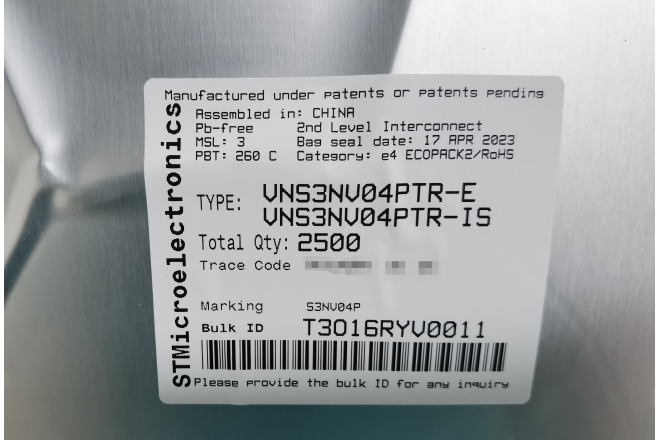 Manufactured under patents or patents pending
STMicroelectronics
Assembled in: CHINA
Pb-free 2nd Level Interconnect
MSL: 3 Bag seal date: 17 APR 2023
PBT: 260 C Category: e4 ECOPACK2/RoHS
TYPE: VNS3NV04PTR-E
VNS3NV04PTR-IS
Total Qty: 2500
Trace Code
Marking S3NV04P
Bulk ID T3016RYV0011
Please provide the bulk ID for any inquiry